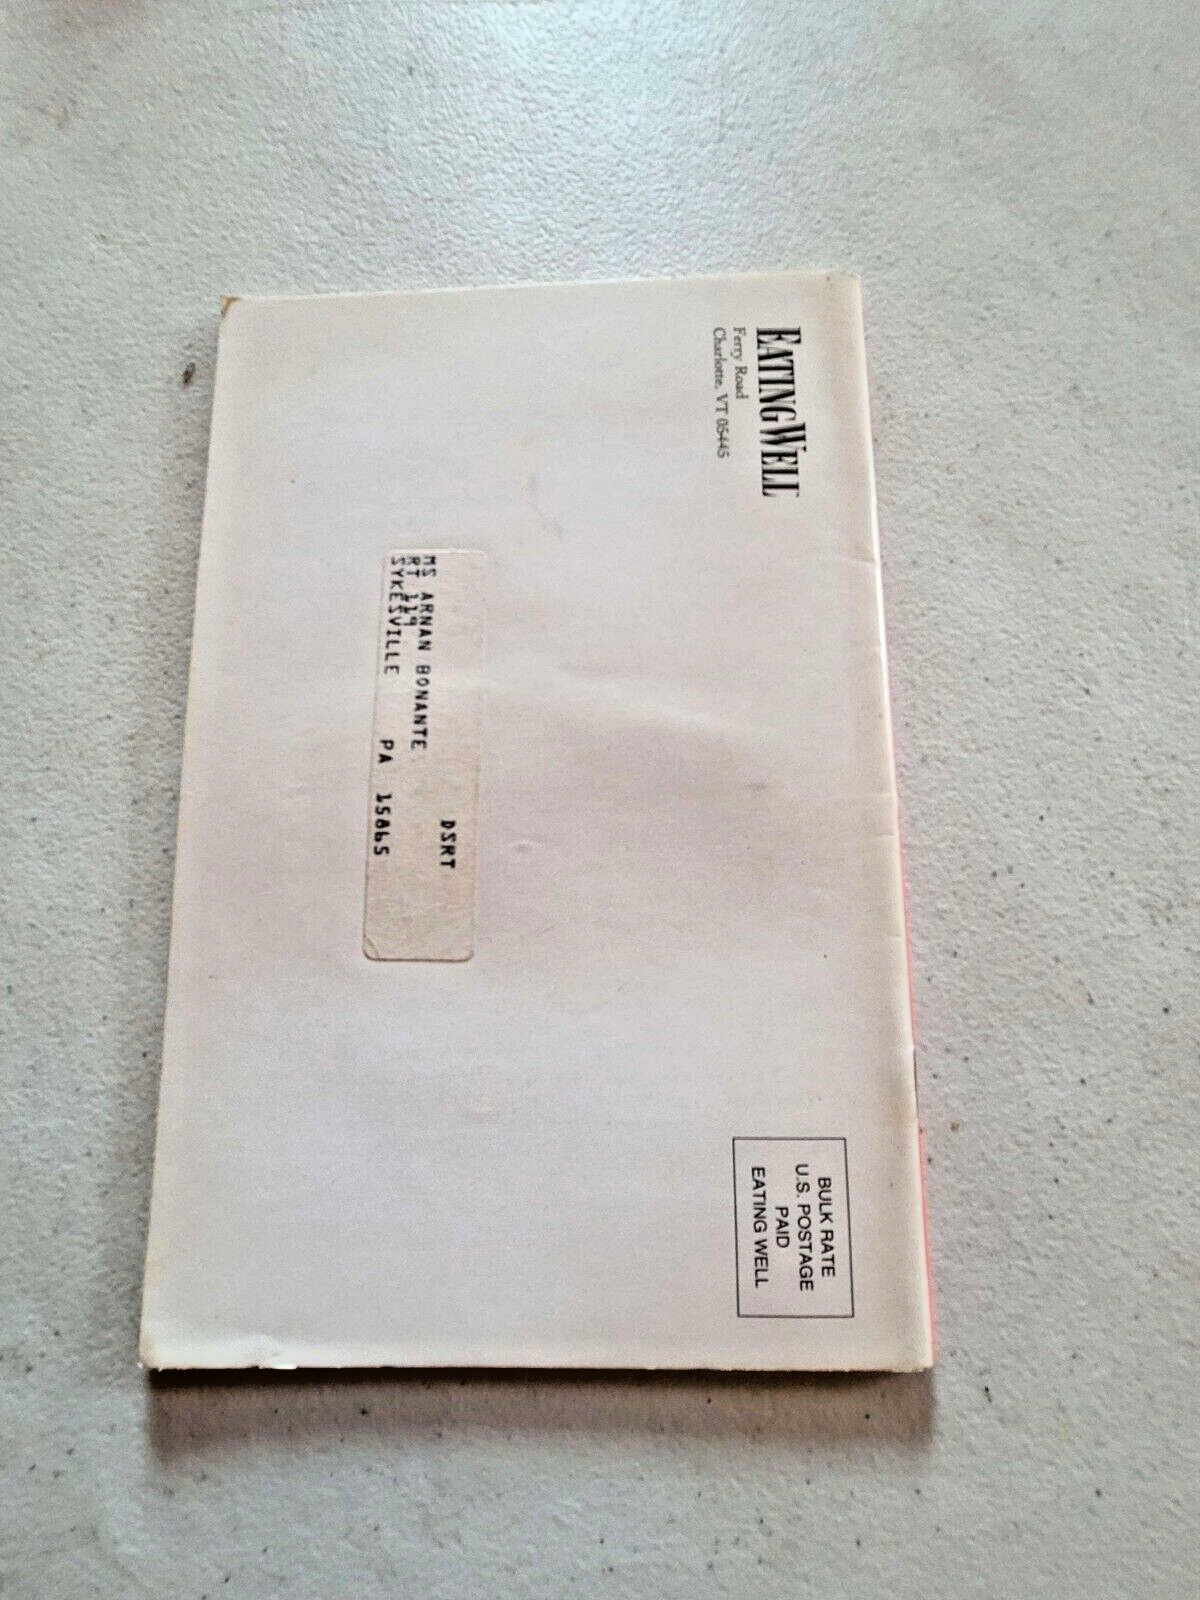 EATINGWELL
Ferry Road
Charlotte, VT 05445
BULK RATE
U.S. POSTAGE
PAID
EATING WELL
DSRT
MS ARNAN BONANTE
RT 119
SYKESVILLE PA 15865